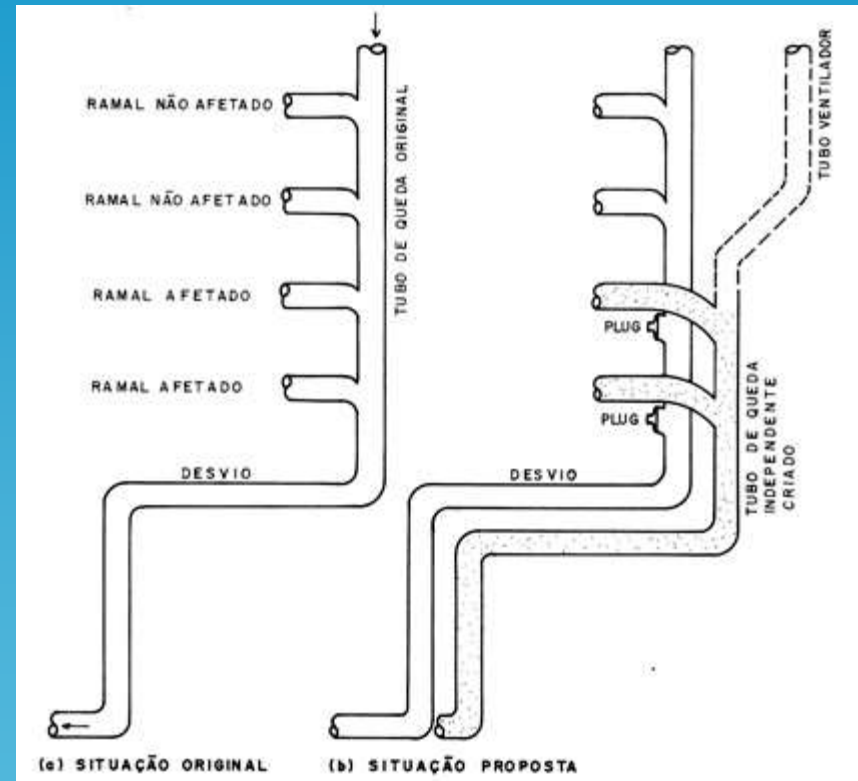 RAMAL NÃO AFETADO
RAMAL NÃO AFETADO
RAMAL AFETADO
RAMAL AFETADO
TUBO DE QUEDA ORIGINAL
DESVIO
(a) SITUAÇÃO ORIGINAL
PLUG
PLUG
DESVIO
TUBO VENTILADOR
TUBO DE QUEDA
INDEPENDENTE
CRIADO
(b) SITUAÇÃO PROPOSTA